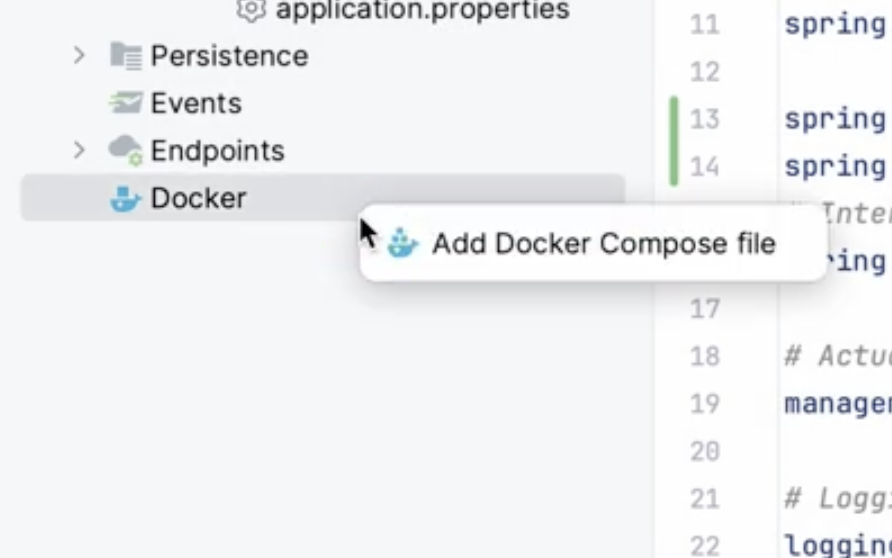 application.properties
Persistence
Events
Endpoints
Docker
Add Docker Compose file
11 spring
12
13 spring
14 spring
# Inter
ring
17
18 # Actu
19 manage
20
21 # Logg
22 loggin